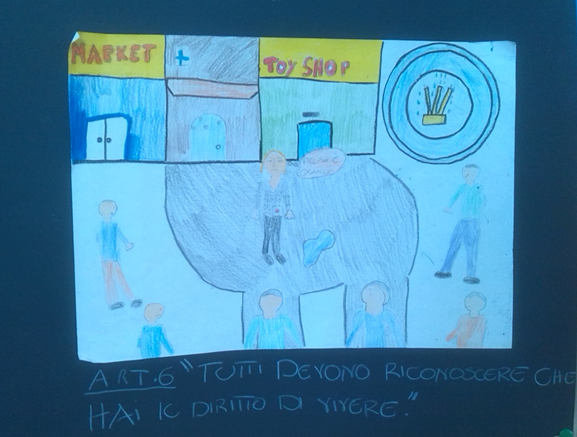 MARKET
TOY SHOP
ART.6 "TUTTI DEVONO RICONOSCERE CHE
HAI IL DIRITTO DI VIVERE."